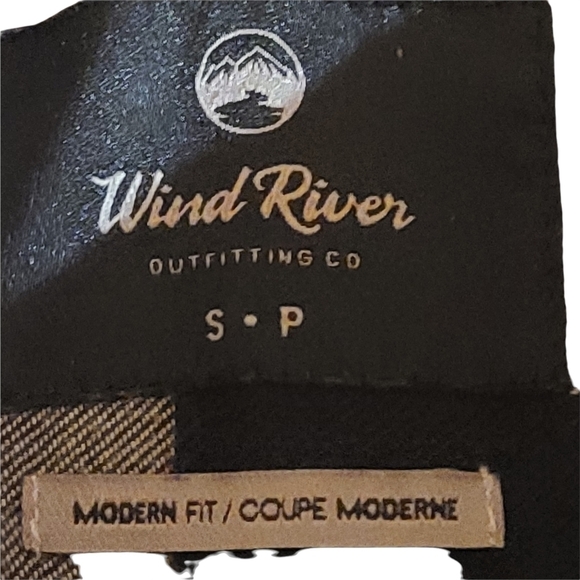 Wind River
OUTFITTING CO
S • P
MODERN FIT / COUPE MODERNE